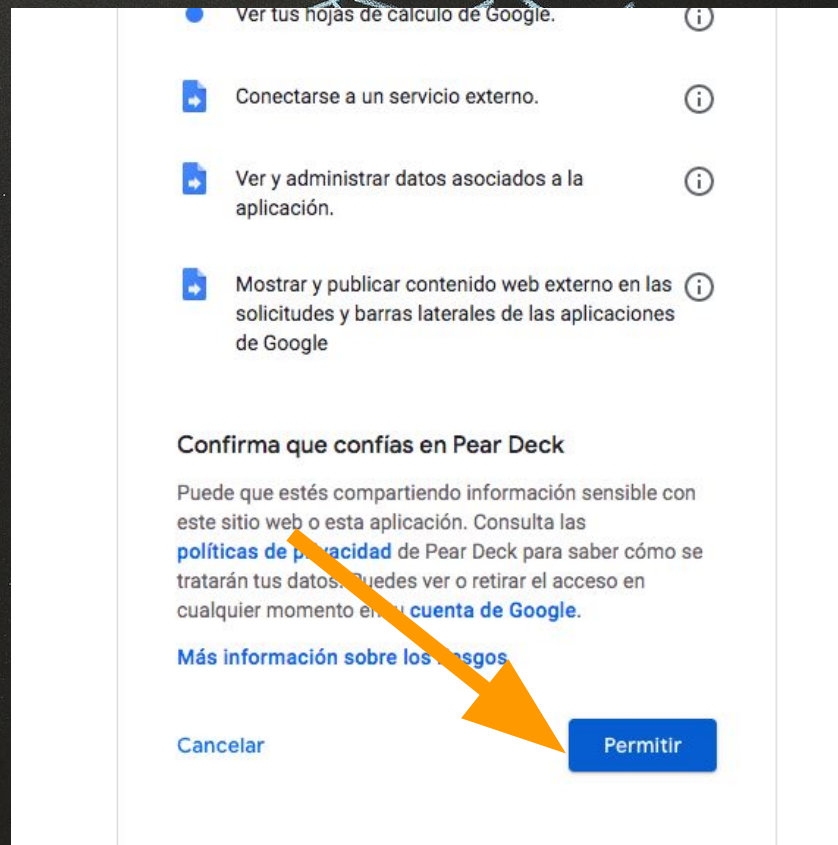 Ver tus hojas de cálculo de Google.
Conectarse a un servicio externo.
Ver y administrar datos asociados a la
aplicación.
Mostrar y publicar contenido web externo en las
solicitudes y barras laterales de las aplicaciones
de Google
Confirma que confías en Pear Deck
Puede que estés compartiendo información sensible con
este sitio web o esta aplicación. Consulta las
políticas de privacidad de Pear Deck para saber cómo se
tratarán tus datos. Puedes ver o retirar el acceso en
cualquier momento en tu cuenta de Google.
Más información sobre los riesgos
Cancelar
Permitir